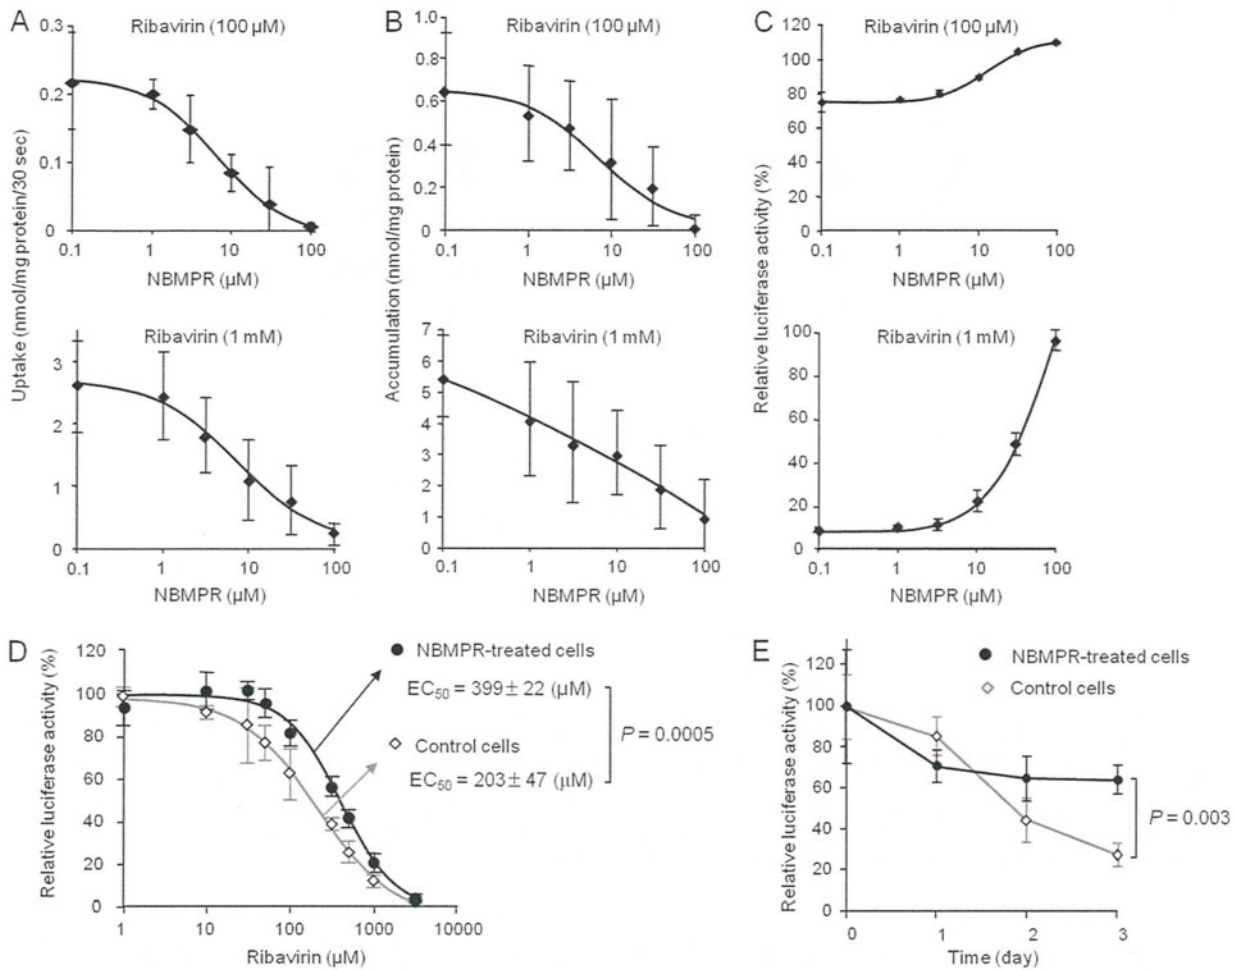 A
Ribavirin (100 µM)
Uptake (nmol/mg protein/30 sec)
0.3
0.2
0.1
0
0.1 1 10 100
NBMPR (µM)
Ribavirin (1 mM)
3
2
1
0
0.1 1 10 100
NBMPR (µM)
B
Ribavirin (100 µM)
Accumulation (nmol/mg protein)
1.0
0.8
0.6
0.4
0.2
0
0.1 1 10 100
NBMPR (µM)
Ribavirin (1 mM)
7
6
5
4
3
2
1
0
0.1 1 10 100
NBMPR (µM)
C
Ribavirin (100 µM)
Relative luciferase activity (%)
120
100
80
60
40
20
0
0.1 1 10 100
NBMPR (µM)
Ribavirin (1 mM)
100
80
60
40
20
0
0.1 1 10 100
NBMPR (µM)
D
Relative luciferase activity (%)
120
100
80
60
40
20
0
1 10 100 1000 10000
Ribavirin (µM)
NBMPR-treated cells
EC50 = 399± 22 (µM)
Control cells
EC50 = 203± 47 (µM)
P = 0.0005
E
Relative luciferase activity (%)
120
100
80
60
40
20
0
0 1 2 3
Time (day)
NBMPR-treated cells
Control cells
P = 0.003